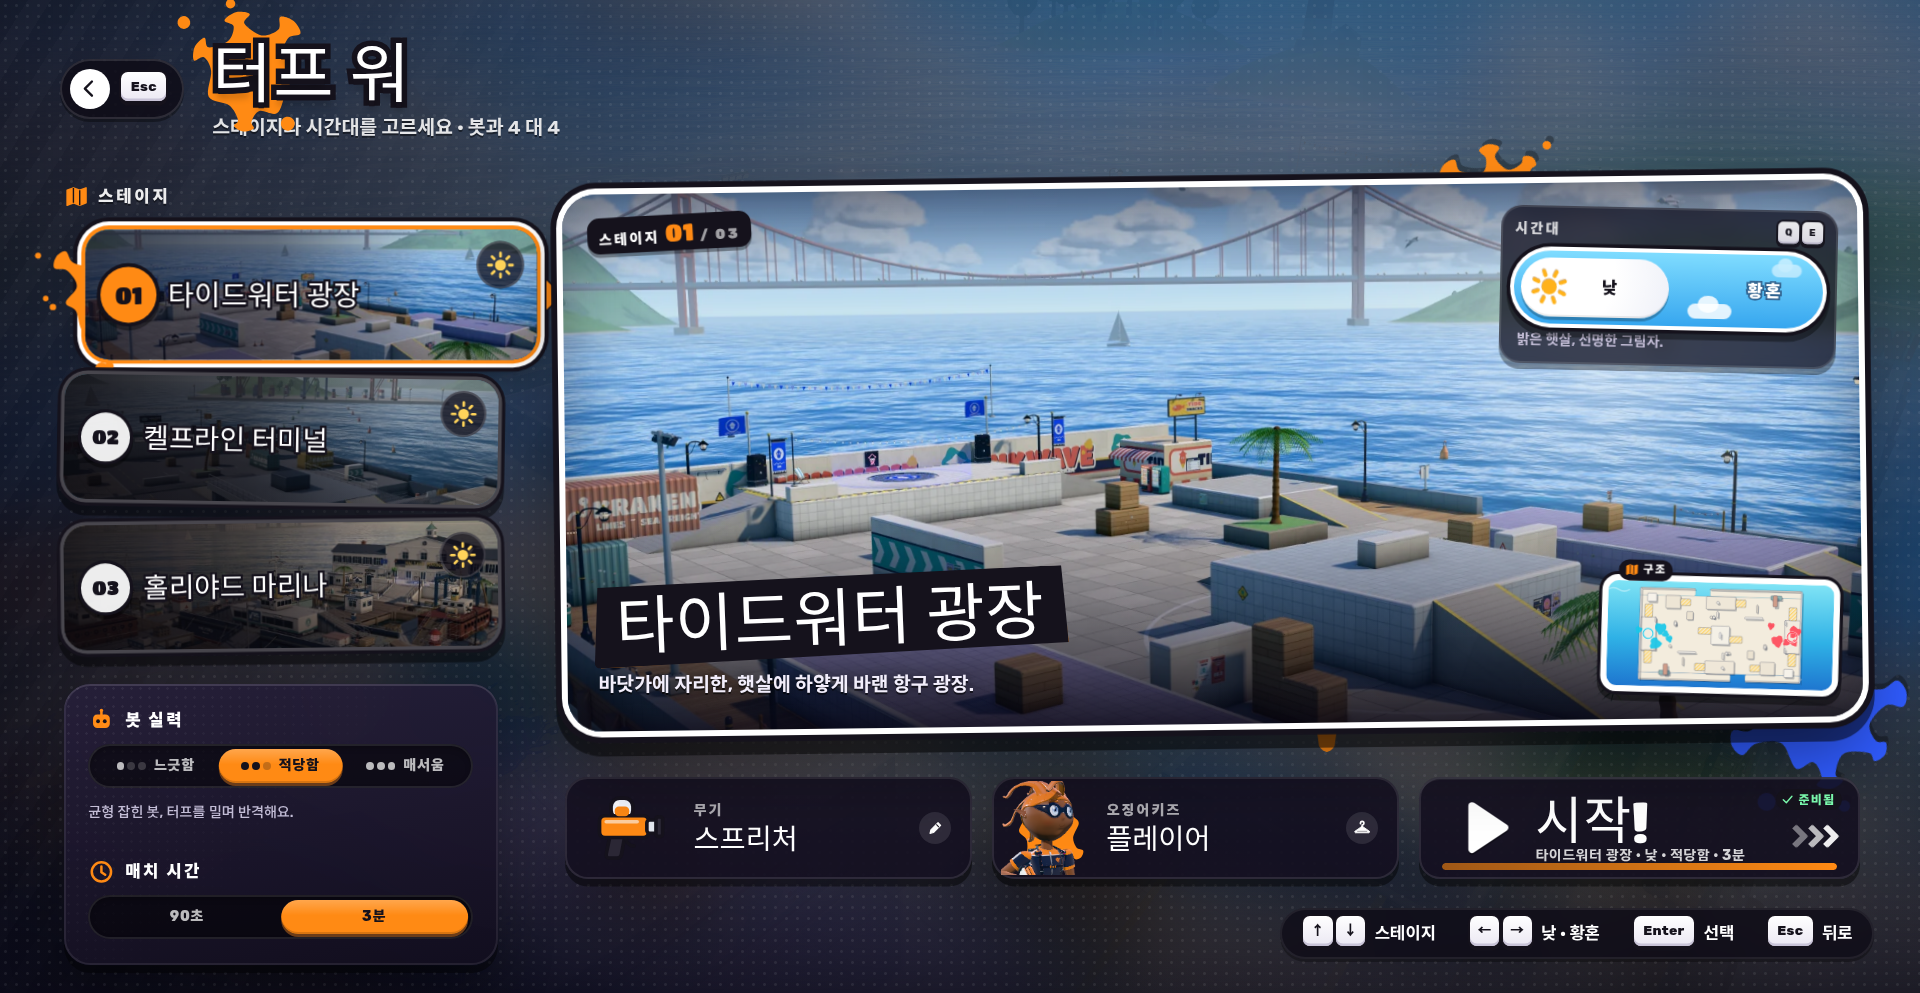 Esc
터프 워
스테이지와 시간대를 고르세요 • 봇과 4 대 4
스테이지
01 타이드워터 광장
02 켈프라인 터미널
03 홀리야드 마리나
스테이지 01 / 03
시간대 Q E
낮 황혼
밝은 햇살, 선명한 그림자.
KRAKEN
타이드워터 광장
바닷가에 자리한, 햇살에 하얗게 바랜 항구 광장.
구조
봇 실력
느긋함 적당함 매서움
균형 잡힌 봇, 터프를 밀며 반격해요.
매치 시간
90초 3분
무기
스프리처
오징어키즈
플레이어
시작!
준비됨
타이드워터 광장 • 낮 • 적당함 • 3분
↑ ↓ 스테이지 ← → 낮 • 황혼 Enter 선택 Esc 뒤로